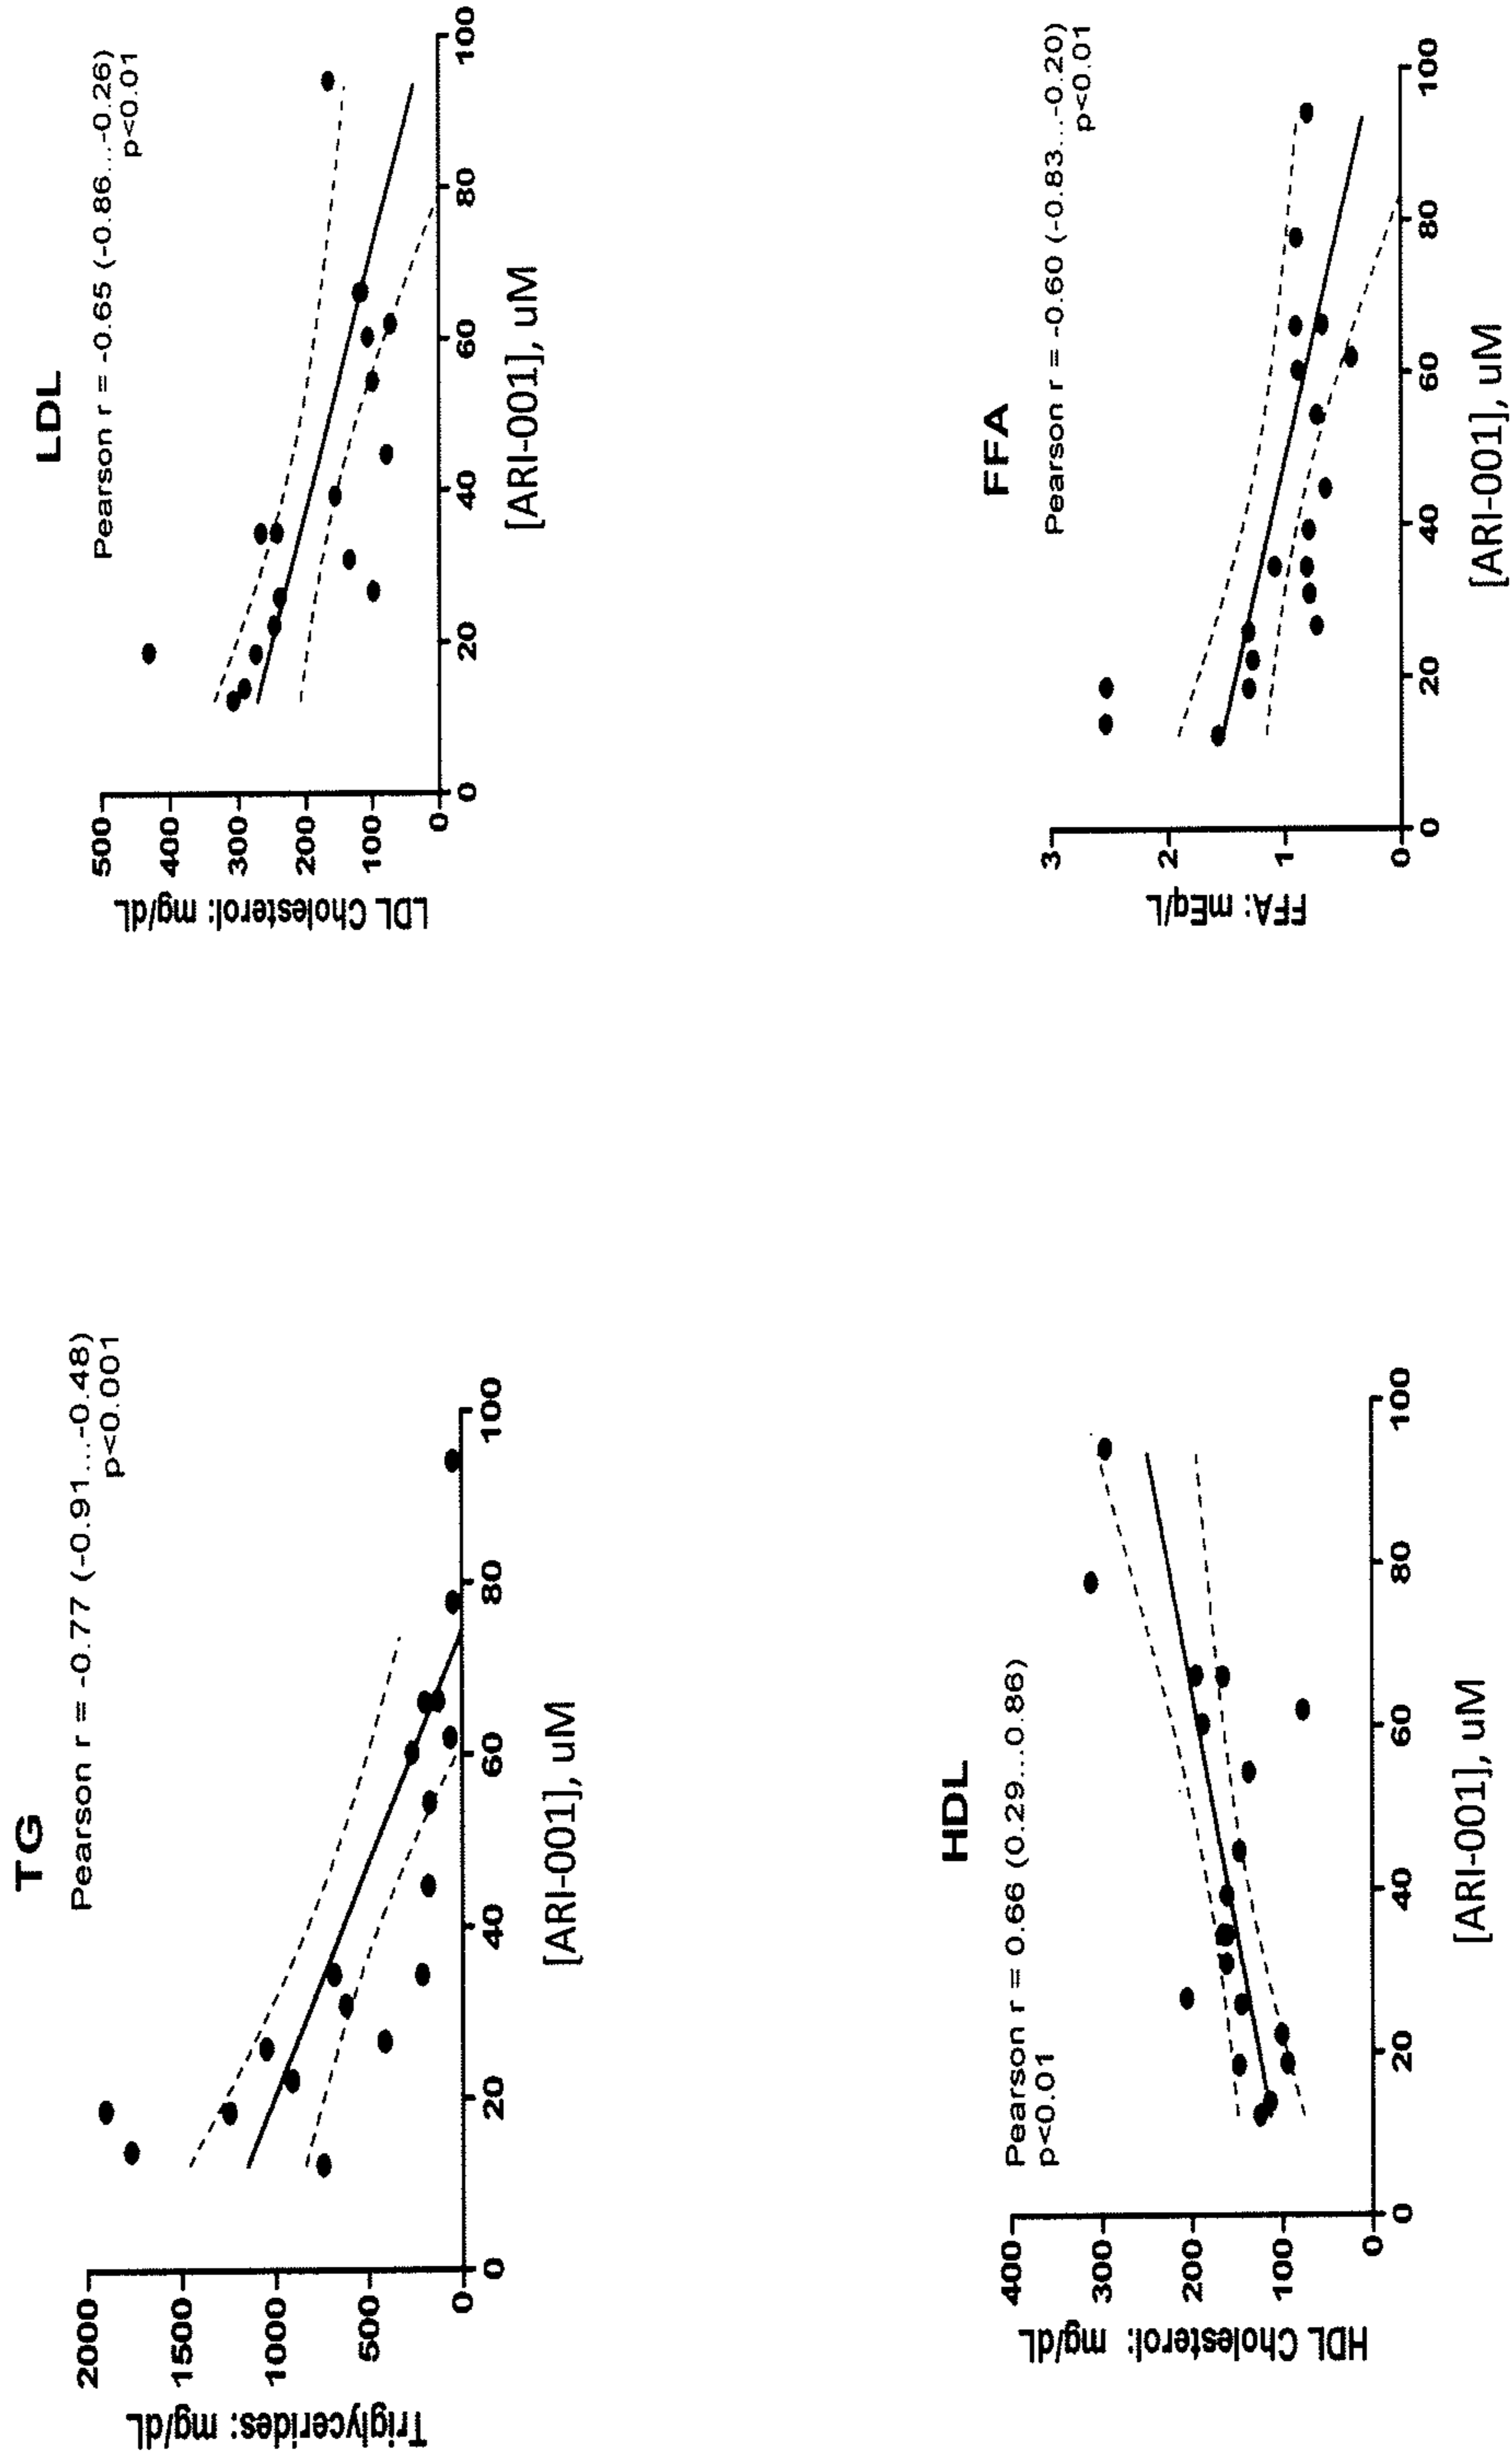 TG
Pearson r = -0.77 (-0.91...-0.48)
p<0.001
Triglycerides: mg/dL
2000
1500
1000
500
0
0 20 40 60 80 100
[ARI-001], uM
LDL
Pearson r = -0.65 (-0.86...-0.26)
p<0.01
LDL Cholesterol: mg/dL
500
400
300
200
100
0
0 20 40 60 80 100
[ARI-001], uM
HDL
Pearson r = 0.66 (0.29...0.86)
p<0.01
HDL Cholesterol: mg/dL
400
300
200
100
0
0 20 40 60 80 100
[ARI-001], uM
FFA
Pearson r = -0.60 (-0.83...-0.20)
p<0.01
FFA: mEq/L
3
2
1
0
0 20 40 60 80 100
[ARI-001], uM